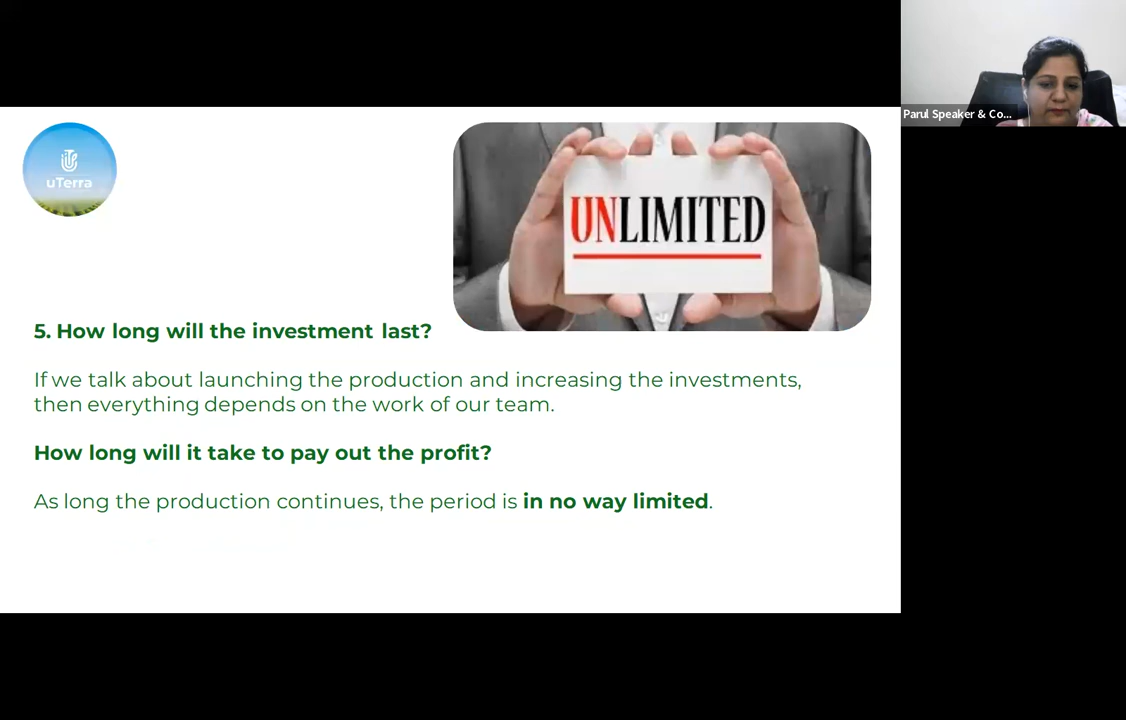 Parul Speaker & Co...
uTerra
UNLIMITED
5. How long will the investment last?
If we talk about launching the production and increasing the investments,
then everything depends on the work of our team.
How long will it take to pay out the profit?
As long the production continues, the period is in no way limited.